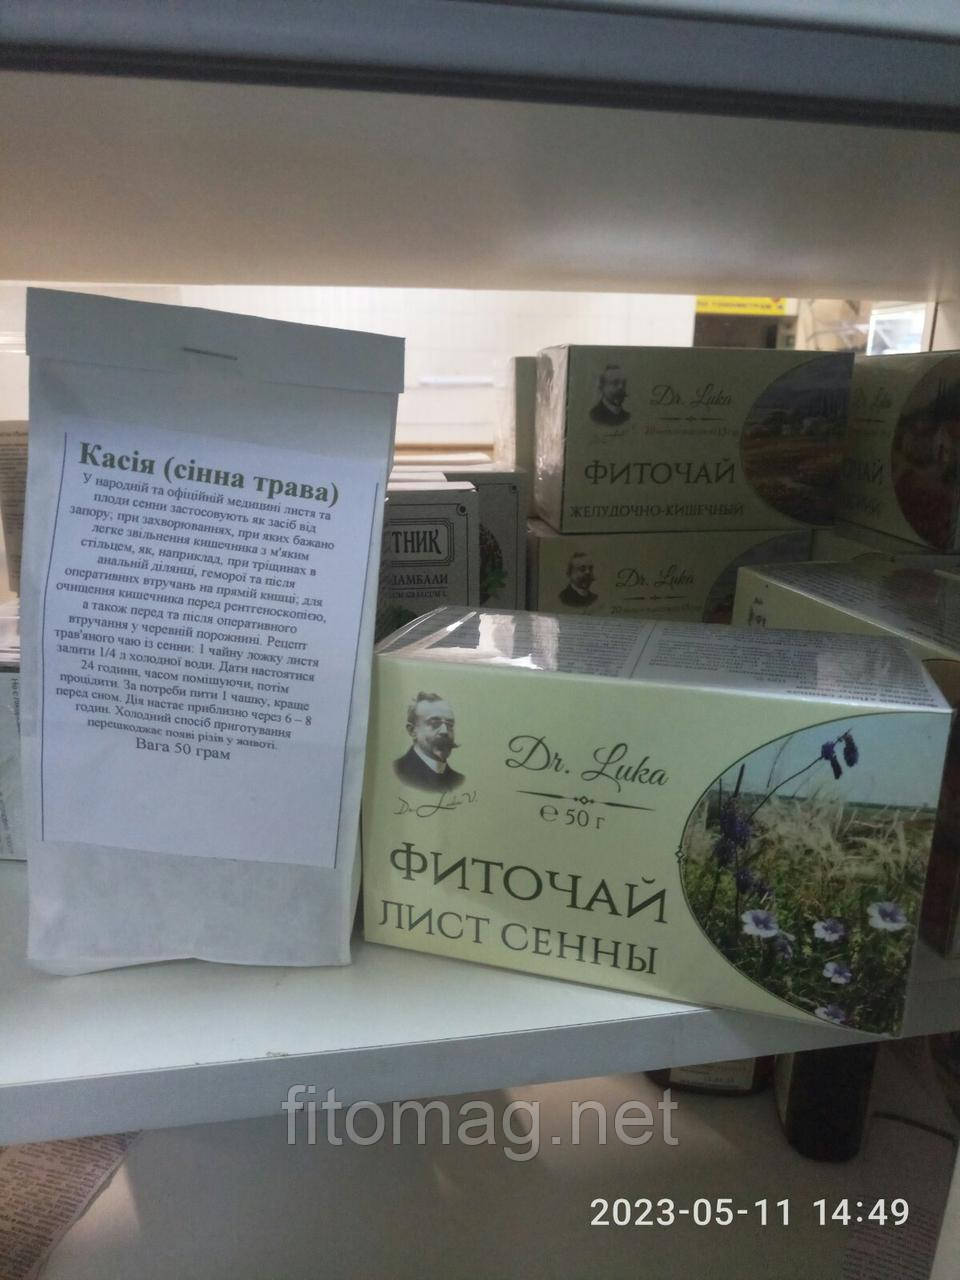 Касія (сінна трава)
У народній та офіційній медицині листя та
плоди сенни застосовують як засіб від
запору; при захворюваннях, при яких бажано
легке звільнення кишечника з м'яким
стільцем, як, наприклад, при тріщинах в
анальній ділянці, геморої та після
оперативних втручань на прямій кишці; для
очищення кишечника перед рентгеноскопією,
а також перед та після оперативного
втручання у черевній порожнині. Рецепт
трав'яного чаю із сенни: 1 чайну ложку листя
залити 1/4 л холодної води. Дати настоятися
24 години, часом помішуючи, потім
процідити. За потреби пити 1 чашку, краще
перед сном. Дія настає приблизно через 6 – 8
годин. Холодний спосіб приготування
перешкоджає появі різів у животі.
Вага 50 грам
Dr. Luka
ФИТОЧАЙ
ЖЕЛУДОЧНО-КИШЕЧНЫЙ
ЧАЙ
ТНИК
ДАМБАЛИ
Dr. Luka
Dr. Luka
℮ 50 г
ФИТОЧАЙ
ЛИСТ СЕННЫ
fitomag.net
2023-05-11 14:49